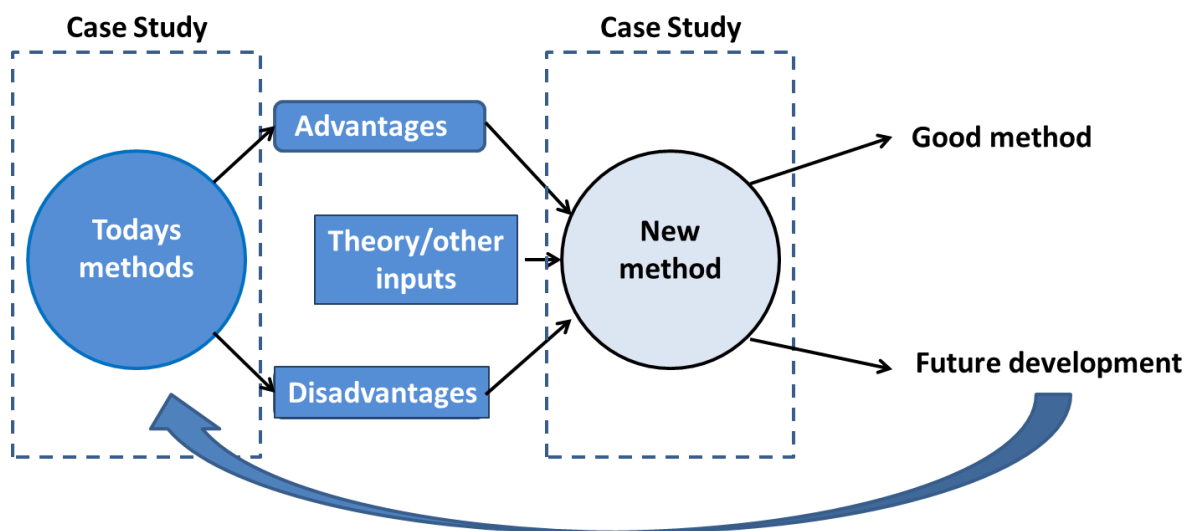 Case Study
Case Study
Advantages
Good method
Todays
methods
Theory/other
inputs
New
method
Disadvantages
Future development